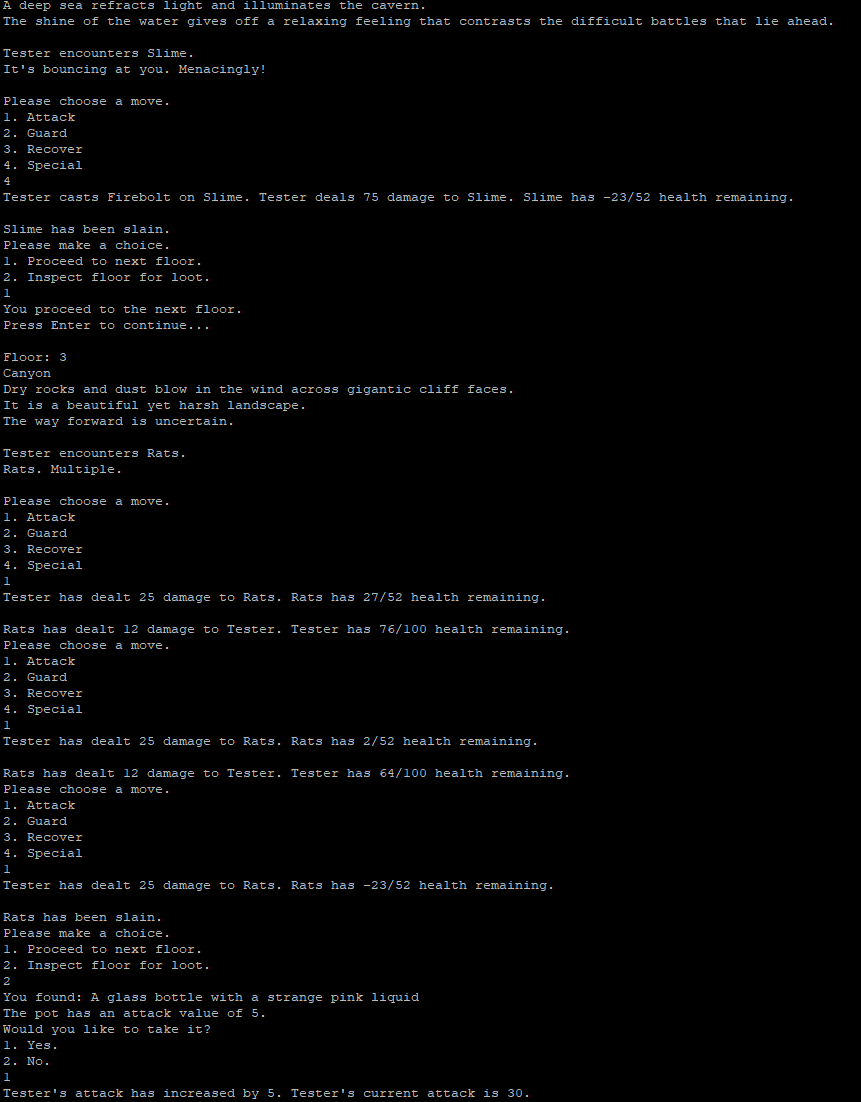 A deep sea refracts light and illuminates the cavern.
The shine of the water gives off a relaxing feeling that contrasts the difficult battles that lie ahead.
Tester encounters Slime.
It's bouncing at you. Menacingly!
Please choose a move.
1. Attack
2. Guard
3. Recover
4. Special
4
Tester casts Firebolt on Slime. Tester deals 75 damage to Slime. Slime has -23/52 health remaining.
Slime has been slain.
Please make a choice.
1. Proceed to next floor.
2. Inspect floor for loot.
1
You proceed to the next floor.
Press Enter to continue...
Floor: 3
Canyon
Dry rocks and dust blow in the wind across gigantic cliff faces.
It is a beautiful yet harsh landscape.
The way forward is uncertain.
Tester encounters Rats.
Rats. Multiple.
Please choose a move.
1. Attack
2. Guard
3. Recover
4. Special
1
Tester has dealt 25 damage to Rats. Rats has 27/52 health remaining.
Rats has dealt 12 damage to Tester. Tester has 76/100 health remaining.
Please choose a move.
1. Attack
2. Guard
3. Recover
4. Special
1
Tester has dealt 25 damage to Rats. Rats has 2/52 health remaining.
Rats has dealt 12 damage to Tester. Tester has 64/100 health remaining.
Please choose a move.
1. Attack
2. Guard
3. Recover
4. Special
1
Tester has dealt 25 damage to Rats. Rats has -23/52 health remaining.
Rats has been slain.
Please make a choice.
1. Proceed to next floor.
2. Inspect floor for loot.
2
You found: A glass bottle with a strange pink liquid
The pot has an attack value of 5.
Would you like to take it?
1. Yes.
2. No.
1
Tester's attack has increased by 5. Tester's current attack is 30.